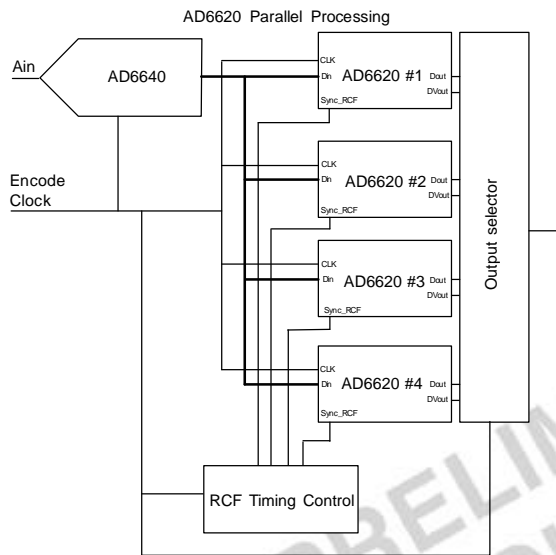 AD6620 Parallel Processing
Ain
AD6640
CLK
Din
AD6620 #1
Dout
DVout
Sync_RCF
Encode
Clock
CLK
Din
AD6620 #2
Dout
DVout
Sync_RCF
Output selector
CLK
Din
AD6620 #3
Dout
DVout
Sync_RCF
CLK
Din
AD6620 #4
Dout
DVout
Sync_RCF
RCF Timing Control
PRELIM